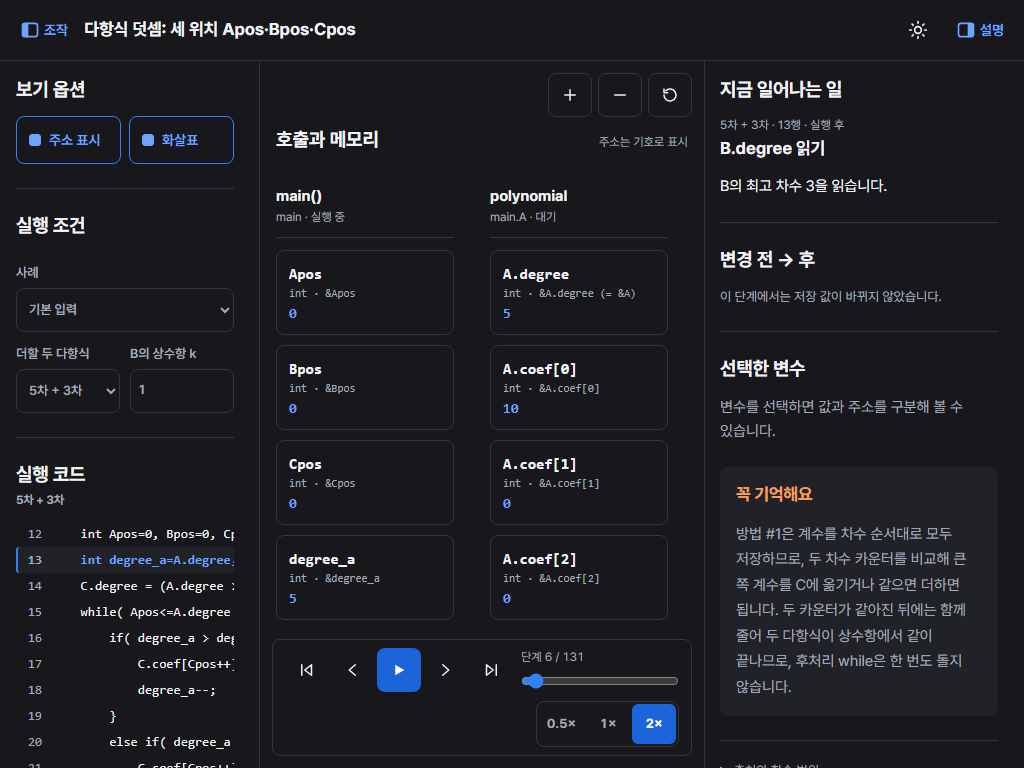 조작
다항식 덧셈: 세 위치 Apos·Bpos·Cpos
설명
보기 옵션
주소 표시
화살표
실행 조건
사례
기본 입력
더할 두 다항식
B의 상수항 k
5차 + 3차
1
실행 코드
5차 + 3차
12 int Apos=0, Bpos=0, Cp
13 int degree_a=A.degree
14 C.degree = (A.degree
15 while( Apos<=A.degree
16 if( degree_a > deg
17 C.coef[Cpos++]
18 degree_a--;
19 }
20 else if( degree_a
21 C.coef[Cpos++]
호출과 메모리
주소는 기호로 표시
main()
main · 실행 중
Apos
int · &Apos
0
Bpos
int · &Bpos
0
Cpos
int · &Cpos
0
degree_a
int · &degree_a
5
polynomial
main.A · 대기
A.degree
int · &A.degree (= &A)
5
A.coef[0]
int · &A.coef[0]
10
A.coef[1]
int · &A.coef[1]
0
A.coef[2]
int · &A.coef[2]
0
단계 6 / 131
0.5×
1×
2×
지금 일어나는 일
5차 + 3차 · 13행 · 실행 후
B.degree 읽기
B의 최고 차수 3을 읽습니다.
변경 전 → 후
이 단계에서는 저장 값이 바뀌지 않았습니다.
선택한 변수
변수를 선택하면 값과 주소를 구분해 볼 수
있습니다.
꼭 기억해요
방법 #1은 계수를 차수 순서대로 모두
저장하므로, 두 차수 카운터를 비교해 큰
쪽 계수를 C에 옮기거나 같으면 더하면
됩니다. 두 카운터가 같아진 뒤에는 함께
줄어 두 다항식이 상수항에서 같이
끝나므로, 후처리 while은 한 번도 돌지
않습니다.